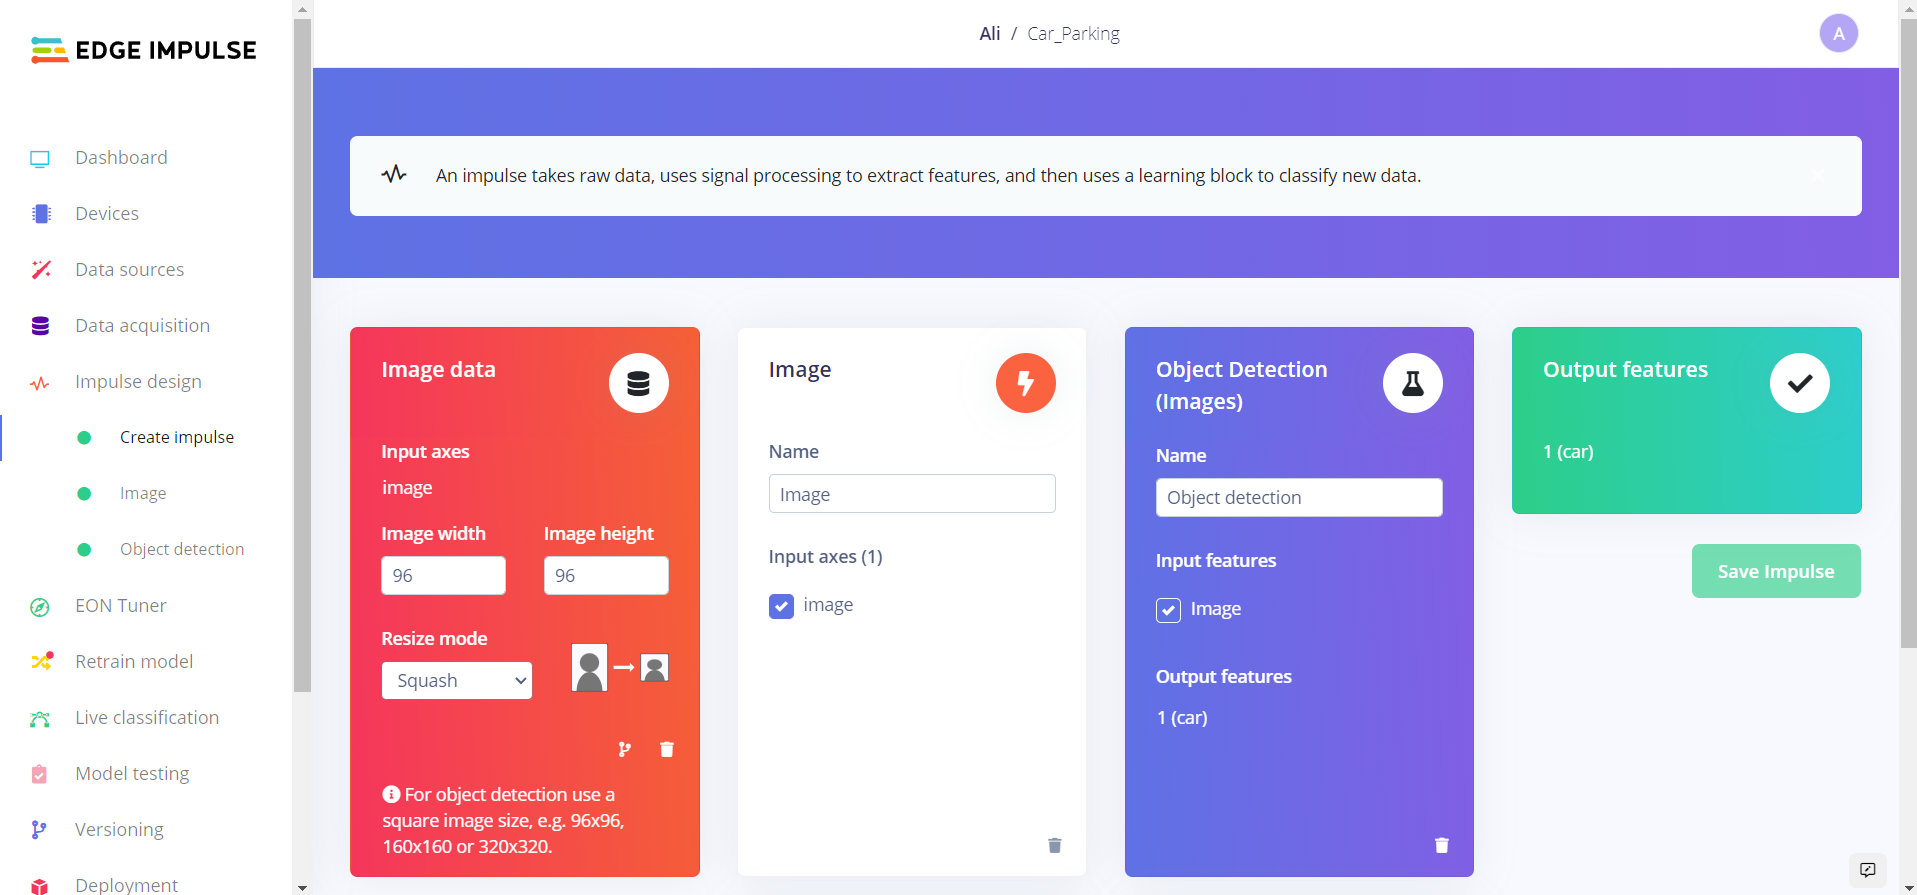 EDGE IMPULSE
Dashboard
Devices
Data sources
Data acquisition
Impulse design
Create impulse
Image
Object detection
EON Tuner
Retrain model
Live classification
Model testing
Versioning
Deployment
Ali / Car_Parking
A
An impulse takes raw data, uses signal processing to extract features, and then uses a learning block to classify new data.
Image data
Input axes
image
Image width
Image height
96
96
Resize mode
Squash
For object detection use a
square image size, e.g. 96x96,
160x160 or 320x320.
Image
Name
Image
Input axes (1)
image
Object Detection
(Images)
Name
Object detection
Input features
Image
Output features
1 (car)
Output features
1 (car)
Save Impulse